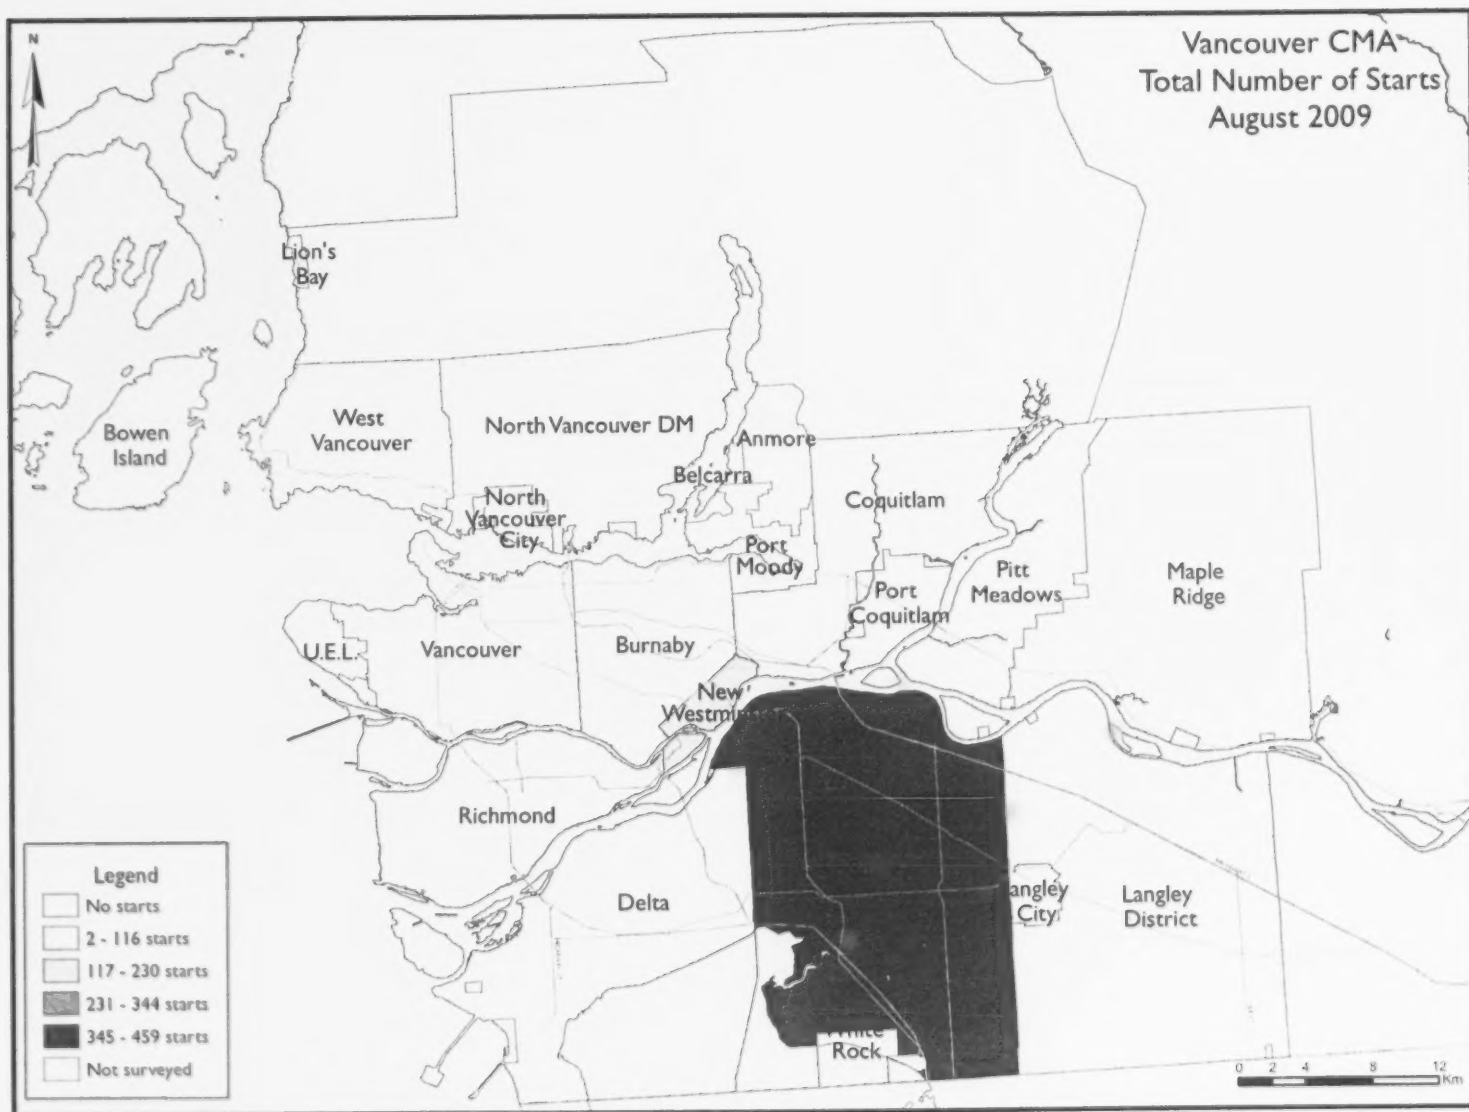 Vancouver CMA
Total Number of Starts
August 2009
N
Lion's
Bay
Bowen
Island
West
Vancouver
North Vancouver DM
Anmore
Belcarra
North
Vancouver
City
Coquitlam
Port
Moody
Port
Coquitlam
Pitt
Meadows
Maple
Ridge
U.E.L.
Vancouver
Burnaby
New
Westmin
Richmond
Delta
angley
City
Langley
District
White
Rock
Legend
No starts
2 - 116 starts
117 - 230 starts
231 - 344 starts
345 - 459 starts
Not surveyed
0 2 4 8 12
Km